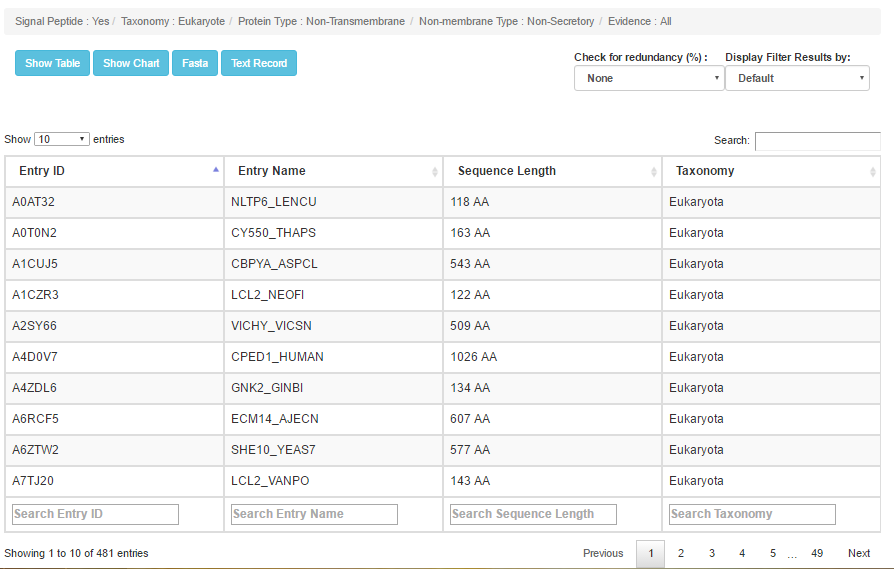 Signal Peptide : Yes / Taxonomy : Eukaryote / Protein Type : Non-Transmembrane / Non-membrane Type : Non-Secretory / Evidence : All
Show Table Show Chart Fasta Text Record
Check for redundancy (%) : Display Filter Results by:
None Default
Show 10 entries
Search:
Entry ID Entry Name Sequence Length Taxonomy
A0AT32 NLTP6_LENCU 118 AA Eukaryota
A0T0N2 CY550_THAPS 163 AA Eukaryota
A1CUJ5 CBPYA_ASPCL 543 AA Eukaryota
A1CZR3 LCL2_NEOFI 122 AA Eukaryota
A2SY66 VICHY_VICSN 509 AA Eukaryota
A4D0V7 CPED1_HUMAN 1026 AA Eukaryota
A4ZDL6 GNK2_GINBI 134 AA Eukaryota
A6RCF5 ECM14_AJECN 607 AA Eukaryota
A6ZTW2 SHE10_YEAS7 577 AA Eukaryota
A7TJ20 LCL2_VANPO 143 AA Eukaryota
Search Entry ID Search Entry Name Search Sequence Length Search Taxonomy
Showing 1 to 10 of 481 entries
Previous 1 2 3 4 5 ... 49 Next